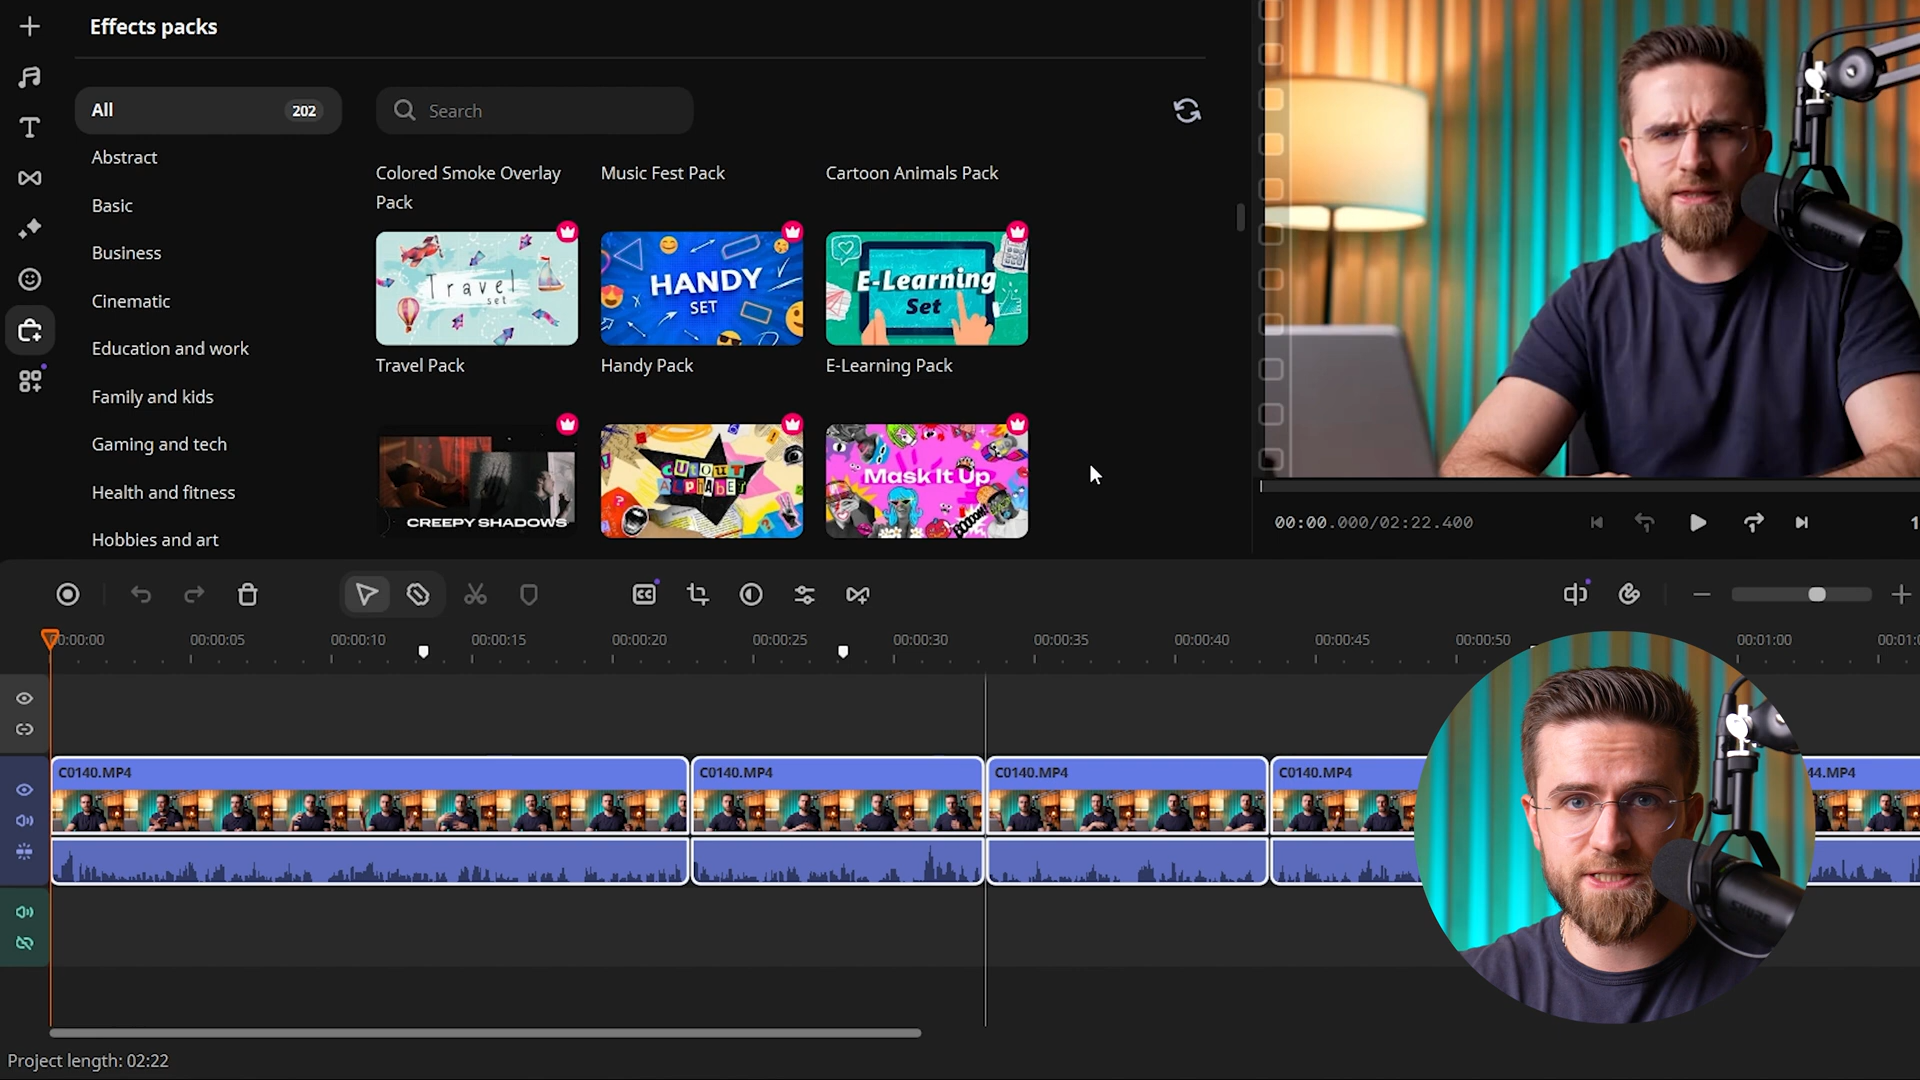 Effects packs
All
202
Search
Abstract
Basic
Business
Cinematic
Education and work
Family and kids
Gaming and tech
Health and fitness
Hobbies and art
Colored Smoke Overlay
Pack
Music Fest Pack
Cartoon Animals Pack
Travel
set
HANDY
SET
E-Learning
Set
Travel Pack
Handy Pack
E-Learning Pack
CREEPY SHADOWS
CUTOUT
ALPHABET
Mask It Up
00:00.000/02:22.400
CC
00:00:05
00:00:10
00:00:15
00:00:20
00:00:25
00:00:30
00:00:35
00:00:40
00:00:45
00:00:50
00:01:00
C0140.MP4
C0140.MP4
C0140.MP4
C0140.MP4
44.MP4
Project length: 02:22